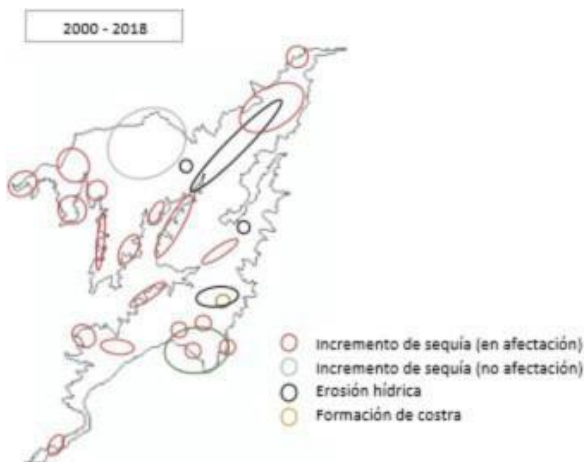 2000 - 2018
Incremento de sequía (en afectación)
Incremento de sequía (no afectación)
Erosión hídrica
Formación de costra